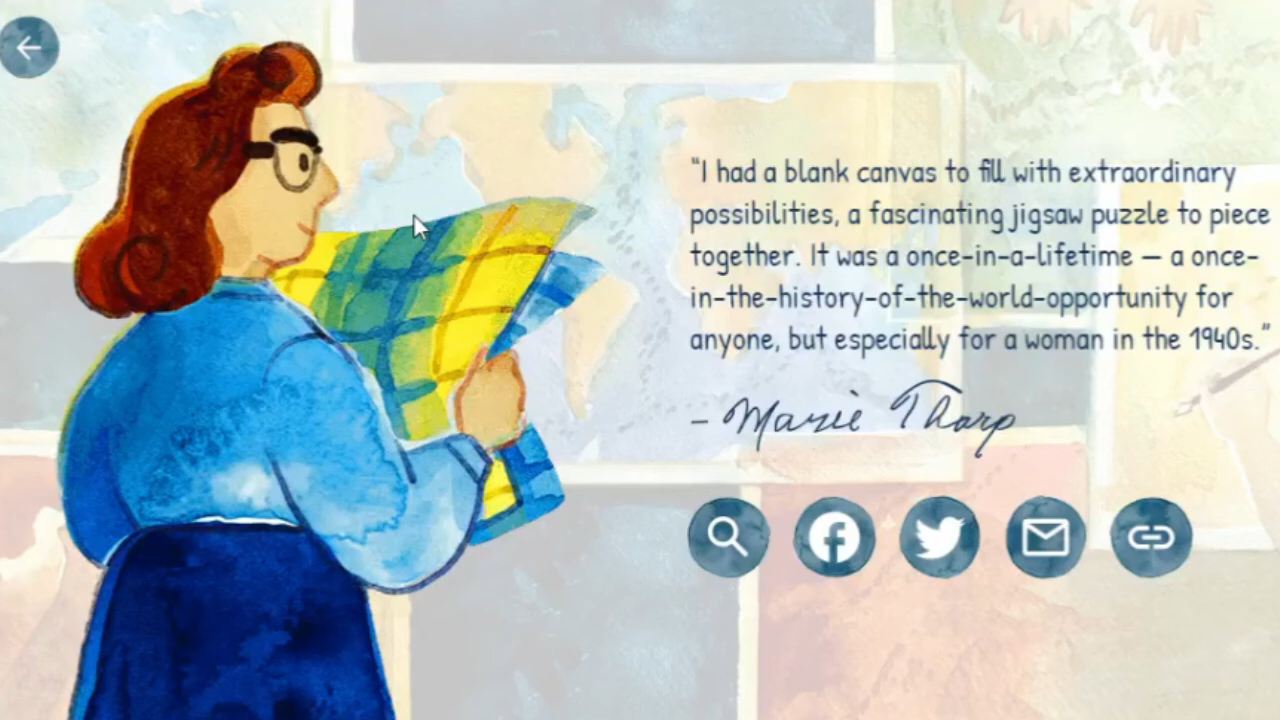 “I had a blank canvas to fill with extraordinary
possibilities, a fascinating jigsaw puzzle to piece
together. It was a once-in-a-lifetime — a once-
in-the-history-of-the-world-opportunity for
anyone, but especially for a woman in the 1940s.”
– Marie Tharp